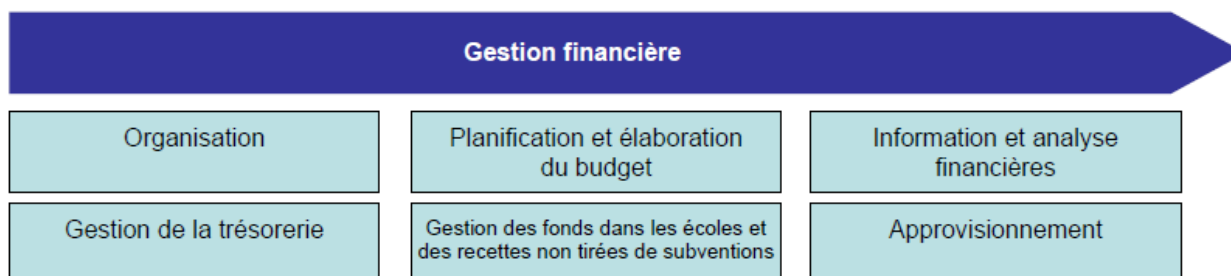 Gestion financière
Organisation
Planification et élaboration
du budget
Information et analyse
financières
Gestion de la trésorerie
Gestion des fonds dans les écoles et
des recettes non tirées de subventions
Approvisionnement